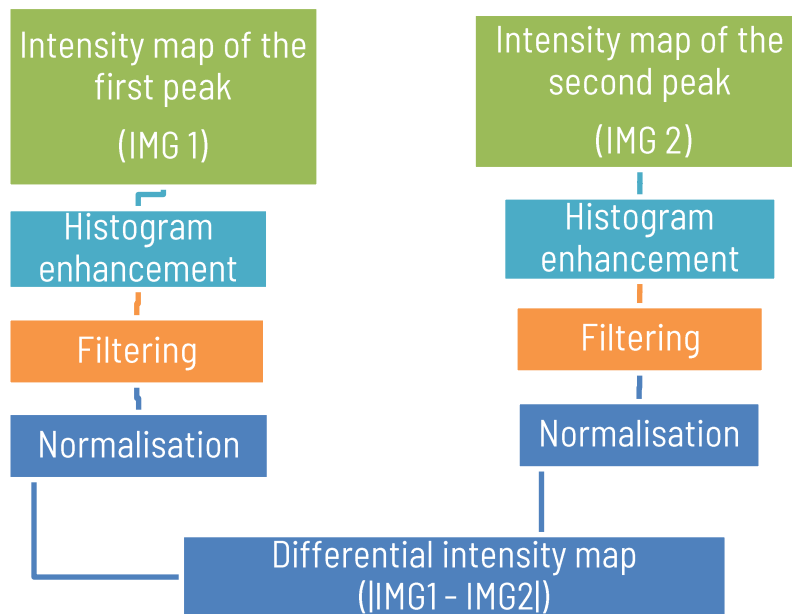 Intensity map of the
first peak
(IMG 1)
Histogram
enhancement
Filtering
Normalisation
Intensity map of the
second peak
(IMG 2)
Histogram
enhancement
Filtering
Normalisation
Differential intensity map
(|IMG1 - IMG2|)